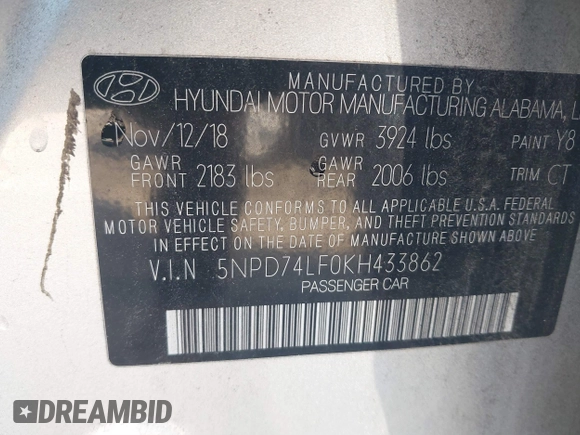 MANUFACTURED BY
HYUNDAI MOTOR MANUFACTURING ALABAMA,
Nov/12/18 GVWR 3924 lbs PAINT Y8
GAWR FRONT 2183 lbs GAWR REAR 2006 lbs TRIM CT
THIS VEHICLE CONFORMS TO ALL APPLICABLE U.S.A. FEDERAL
MOTOR VEHICLE SAFETY, BUMPER, AND THEFT PREVENTION STANDARDS
IN EFFECT ON THE DATE OF MANUFACTURE SHOWN ABOVE.
V.I.N 5NPD74LF0KH433862
PASSENGER CAR
DREAMBID